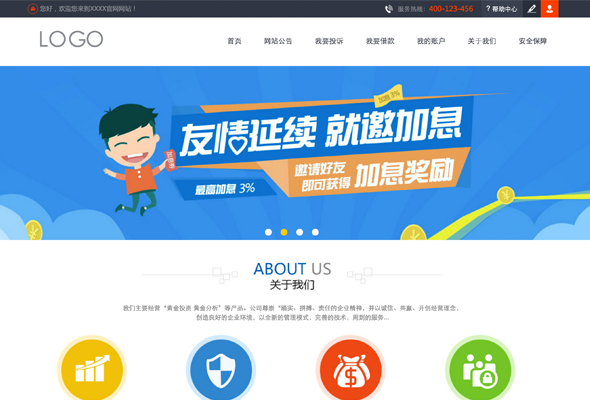 您好，欢迎您来到XXXX官网网站！
服务热线：400-123-456 ? 帮助中心
LOGO
首页 网站公告 我要投诉 我要借款 我的账户 关于我们 安全保障
加息 3%
友情延续 就邀加息
邀请好友
即可获得 加息奖励
最高加息 3%
ABOUT US
关于我们
我们主要经营“黄金投资 黄金分析”等产品。公司尊崇“踏实、拼搏、责任的企业精神，并以诚信、共赢、开创经营理念，
创造良好的企业环境，以全新的管理模式，完善的技术，周到的服务...